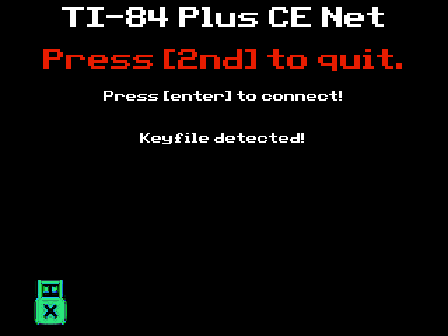 TI-84 Plus CE Net
Press [2nd] to quit.
Press [enter] to connect!
Keyfile detected!